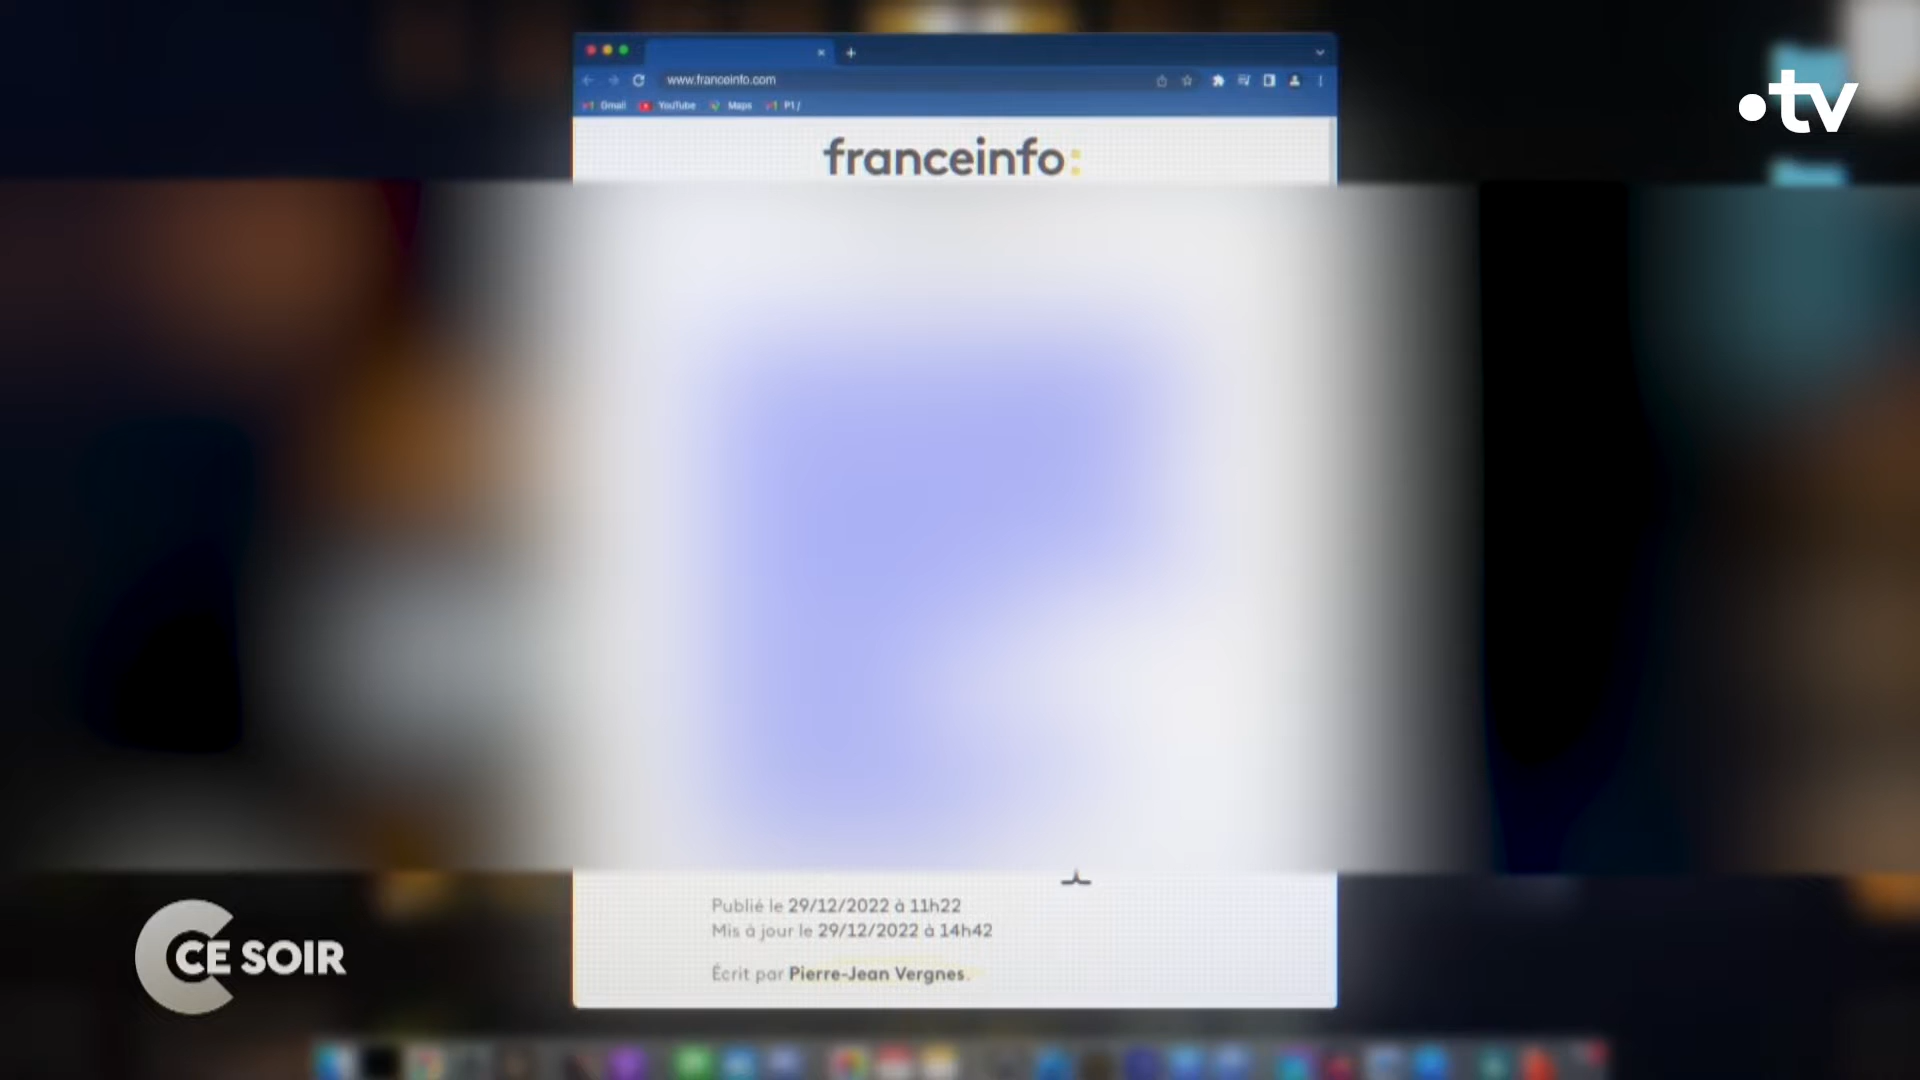 www.franceinfo.com
Gmail YouTube Maps P1/
franceinfo:
•tv
Publié le 29/12/2022 à 11h22
Mis à jour le 29/12/2022 à 14h42
Écrit par Pierre-Jean Vergnes.
CE SOIR